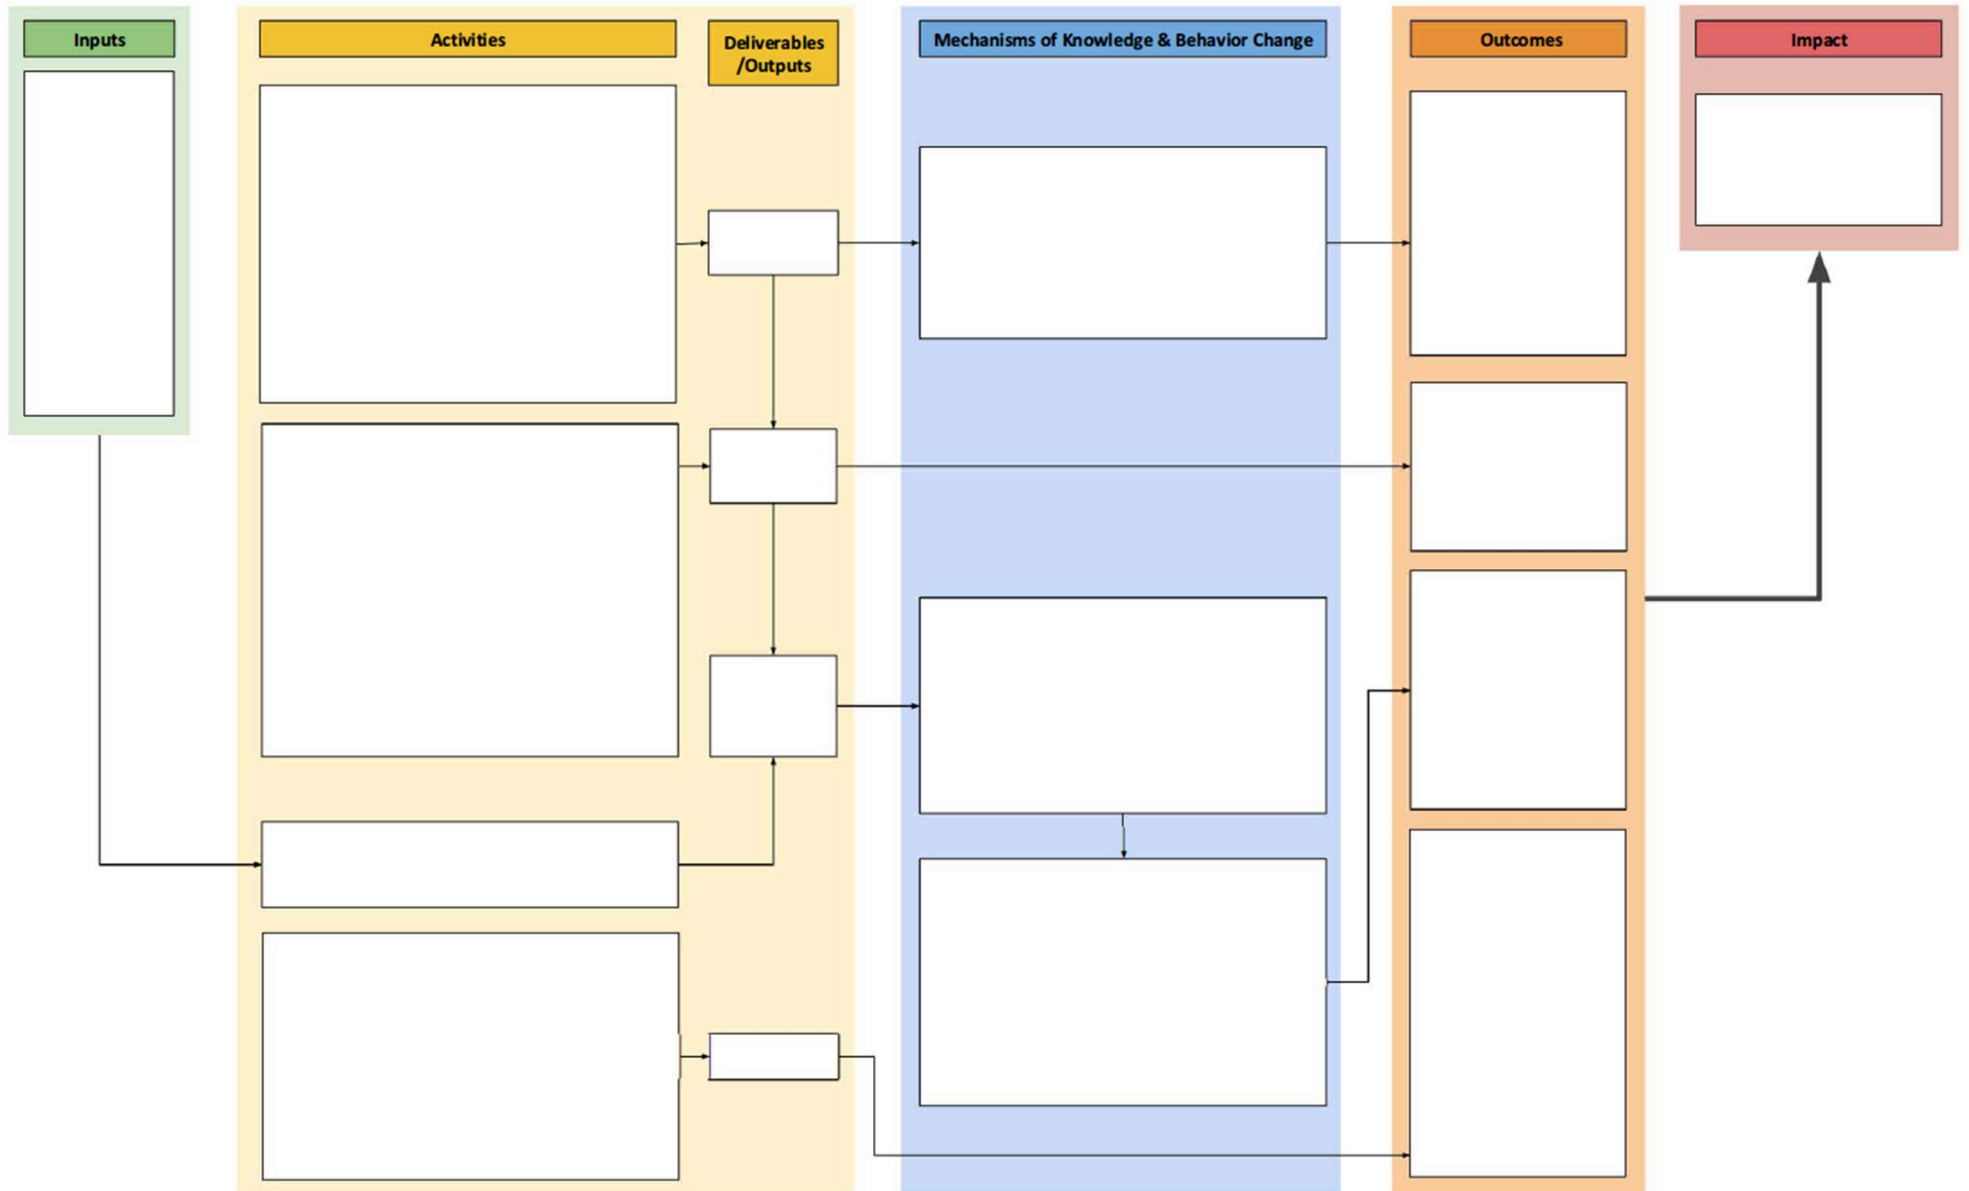 Inputs
Activities
Deliverables
/Outputs
Mechanisms of Knowledge & Behavior Change
Outcomes
Impact